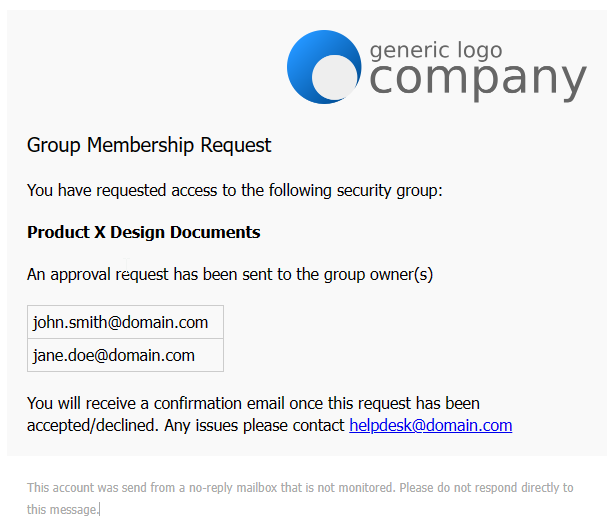 generic logo
company
Group Membership Request
You have requested access to the following security group:
Product X Design Documents
An approval request has been sent to the group owner(s)
john.smith@domain.com
jane.doe@domain.com
You will receive a confirmation email once this request has been
accepted/declined. Any issues please contact helpdesk@domain.com
This account was send from a no-reply mailbox that is not monitored. Please do not respond directly to
this message.